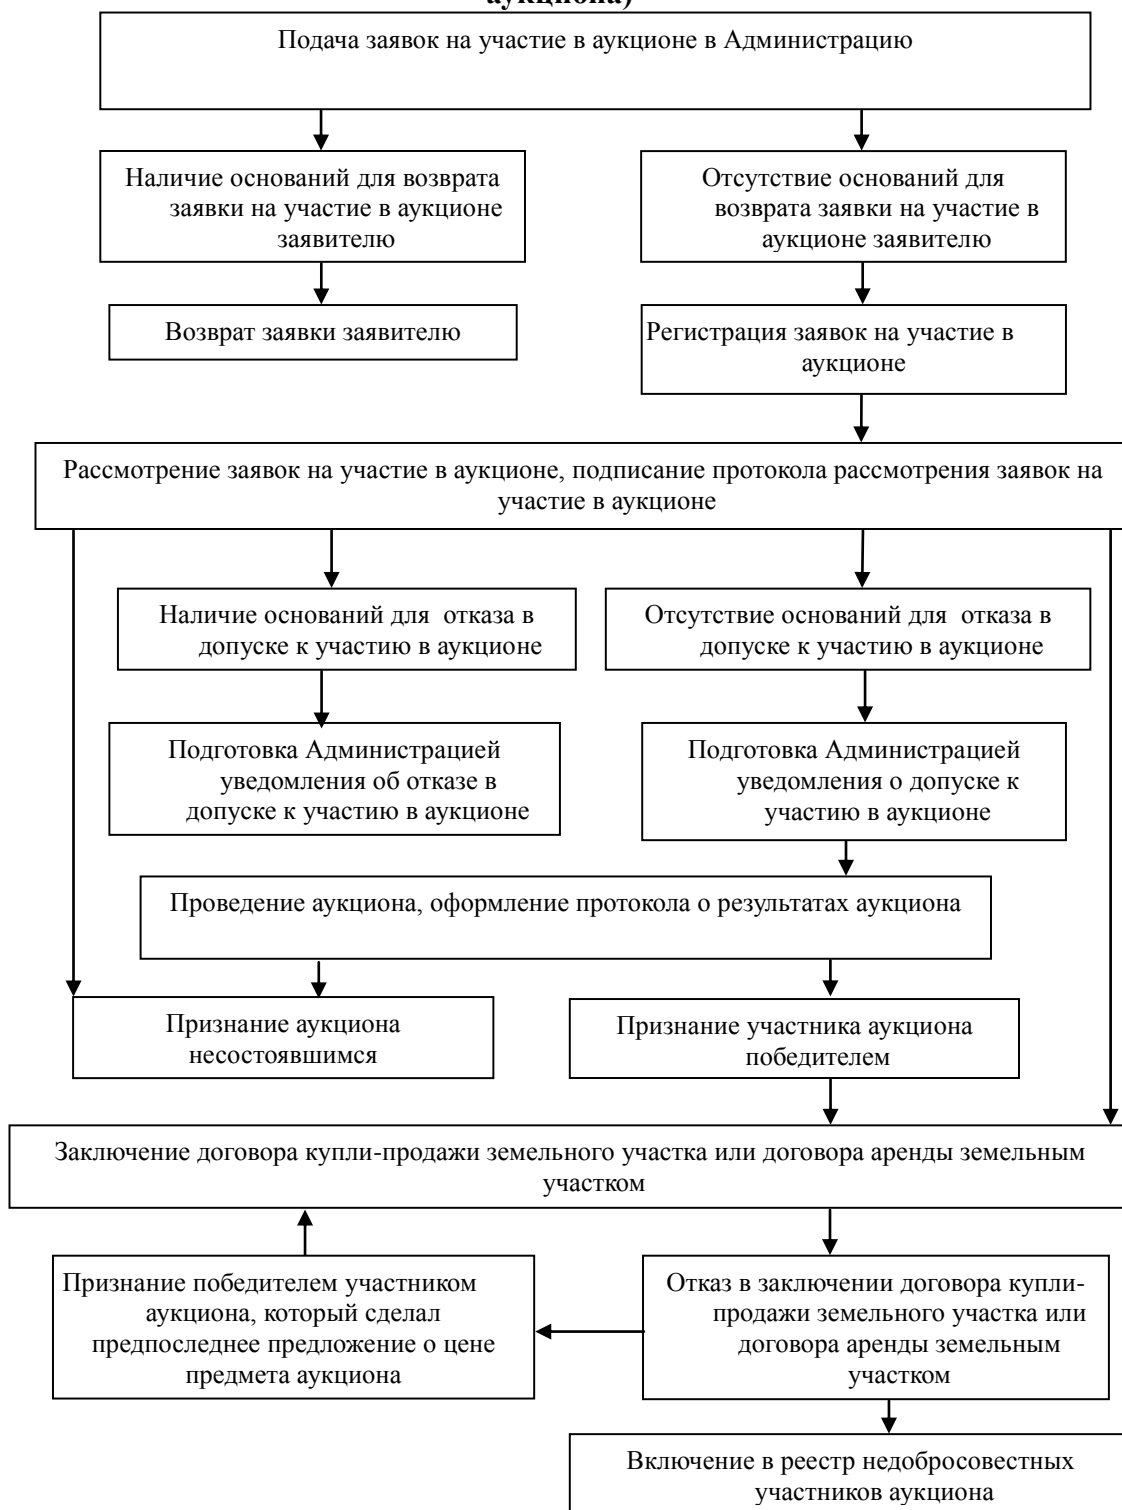 аукциона)
Подача заявок на участие в аукционе в Администрацию
Наличие оснований для возврата
заявки на участие в аукционе
заявителю
Отсутствие оснований для
возврата заявки на участие в
аукционе заявителю
Возврат заявки заявителю
Регистрация заявок на участие в
аукционе
Рассмотрение заявок на участие в аукционе, подписание протокола рассмотрения заявок на
участие в аукционе
Наличие оснований для отказа в
допуске к участию в аукционе
Отсутствие оснований для отказа в
допуске к участию в аукционе
Подготовка Администрацией
уведомления об отказе в
допуске к участию в аукционе
Подготовка Администрацией
уведомления о допуске к
участию в аукционе
Проведение аукциона, оформление протокола о результатах аукциона
Признание аукциона
несостоявшимся
Признание участника аукциона
победителем
Заключение договора купли-продажи земельного участка или договора аренды земельным
участком
Признание победителем участником
аукциона, который сделал
предпоследнее предложение о цене
предмета аукциона
Отказ в заключении договора купли-
продажи земельного участка или
договора аренды земельным
участком
Включение в реестр недобросовестных
участников аукциона